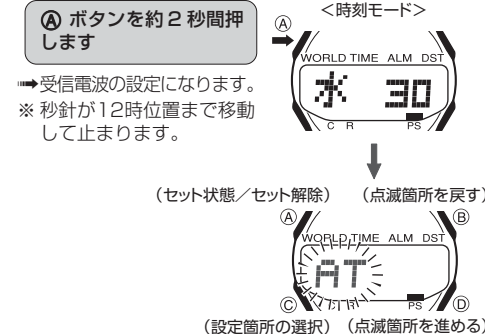 Ⓐ ボタンを約2秒間押
します
➡受信電波の設定になります。
※ 秒針が12時位置まで移動
して止まります。
<時刻モード>
Ⓐ
WORLD TIME ALM DST
水 30
C R PS
(セット状態/セット解除) (点滅箇所を戻す)
Ⓐ Ⓑ
WORLD TIME ALM DST
AT
PS
Ⓒ Ⓓ
(設定箇所の選択) (点滅箇所を進める)